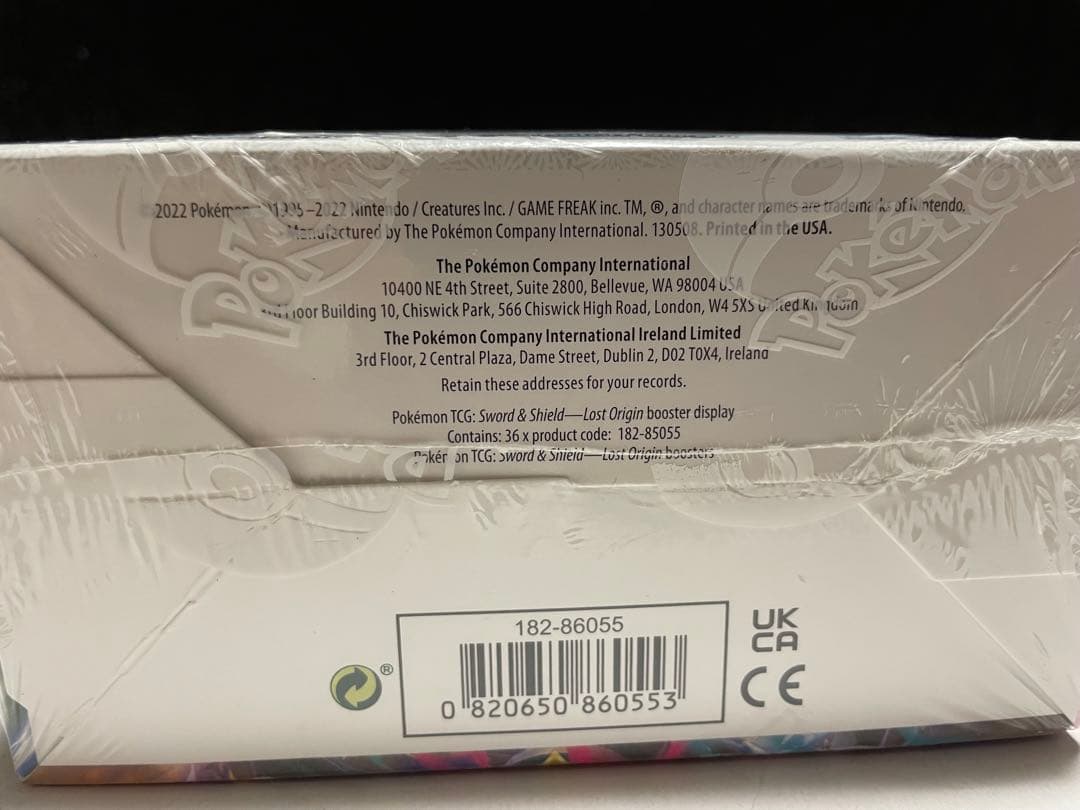 ©2022 Pokémon. ©1995–2022 Nintendo / Creatures Inc. / GAME FREAK inc. TM, ®, and character names are trademarks of Nintendo.
Manufactured by The Pokémon Company International. 130508. Printed in the USA.
The Pokémon Company International
10400 NE 4th Street, Suite 2800, Bellevue, WA 98004 USA
Floor Building 10, Chiswick Park, 566 Chiswick High Road, London, W4 5XS United Kingdom
The Pokémon Company International Ireland Limited
3rd Floor, 2 Central Plaza, Dame Street, Dublin 2, D02 T0X4, Ireland
Retain these addresses for your records.
Pokémon TCG: Sword & Shield—Lost Origin booster display
Contains: 36 x product code: 182-85055
Pokémon TCG: Sword & Shield—Lost Origin boosters
POKéMON
POKéMON
182-86055
0 820650 860553
®
UK
CA
CE